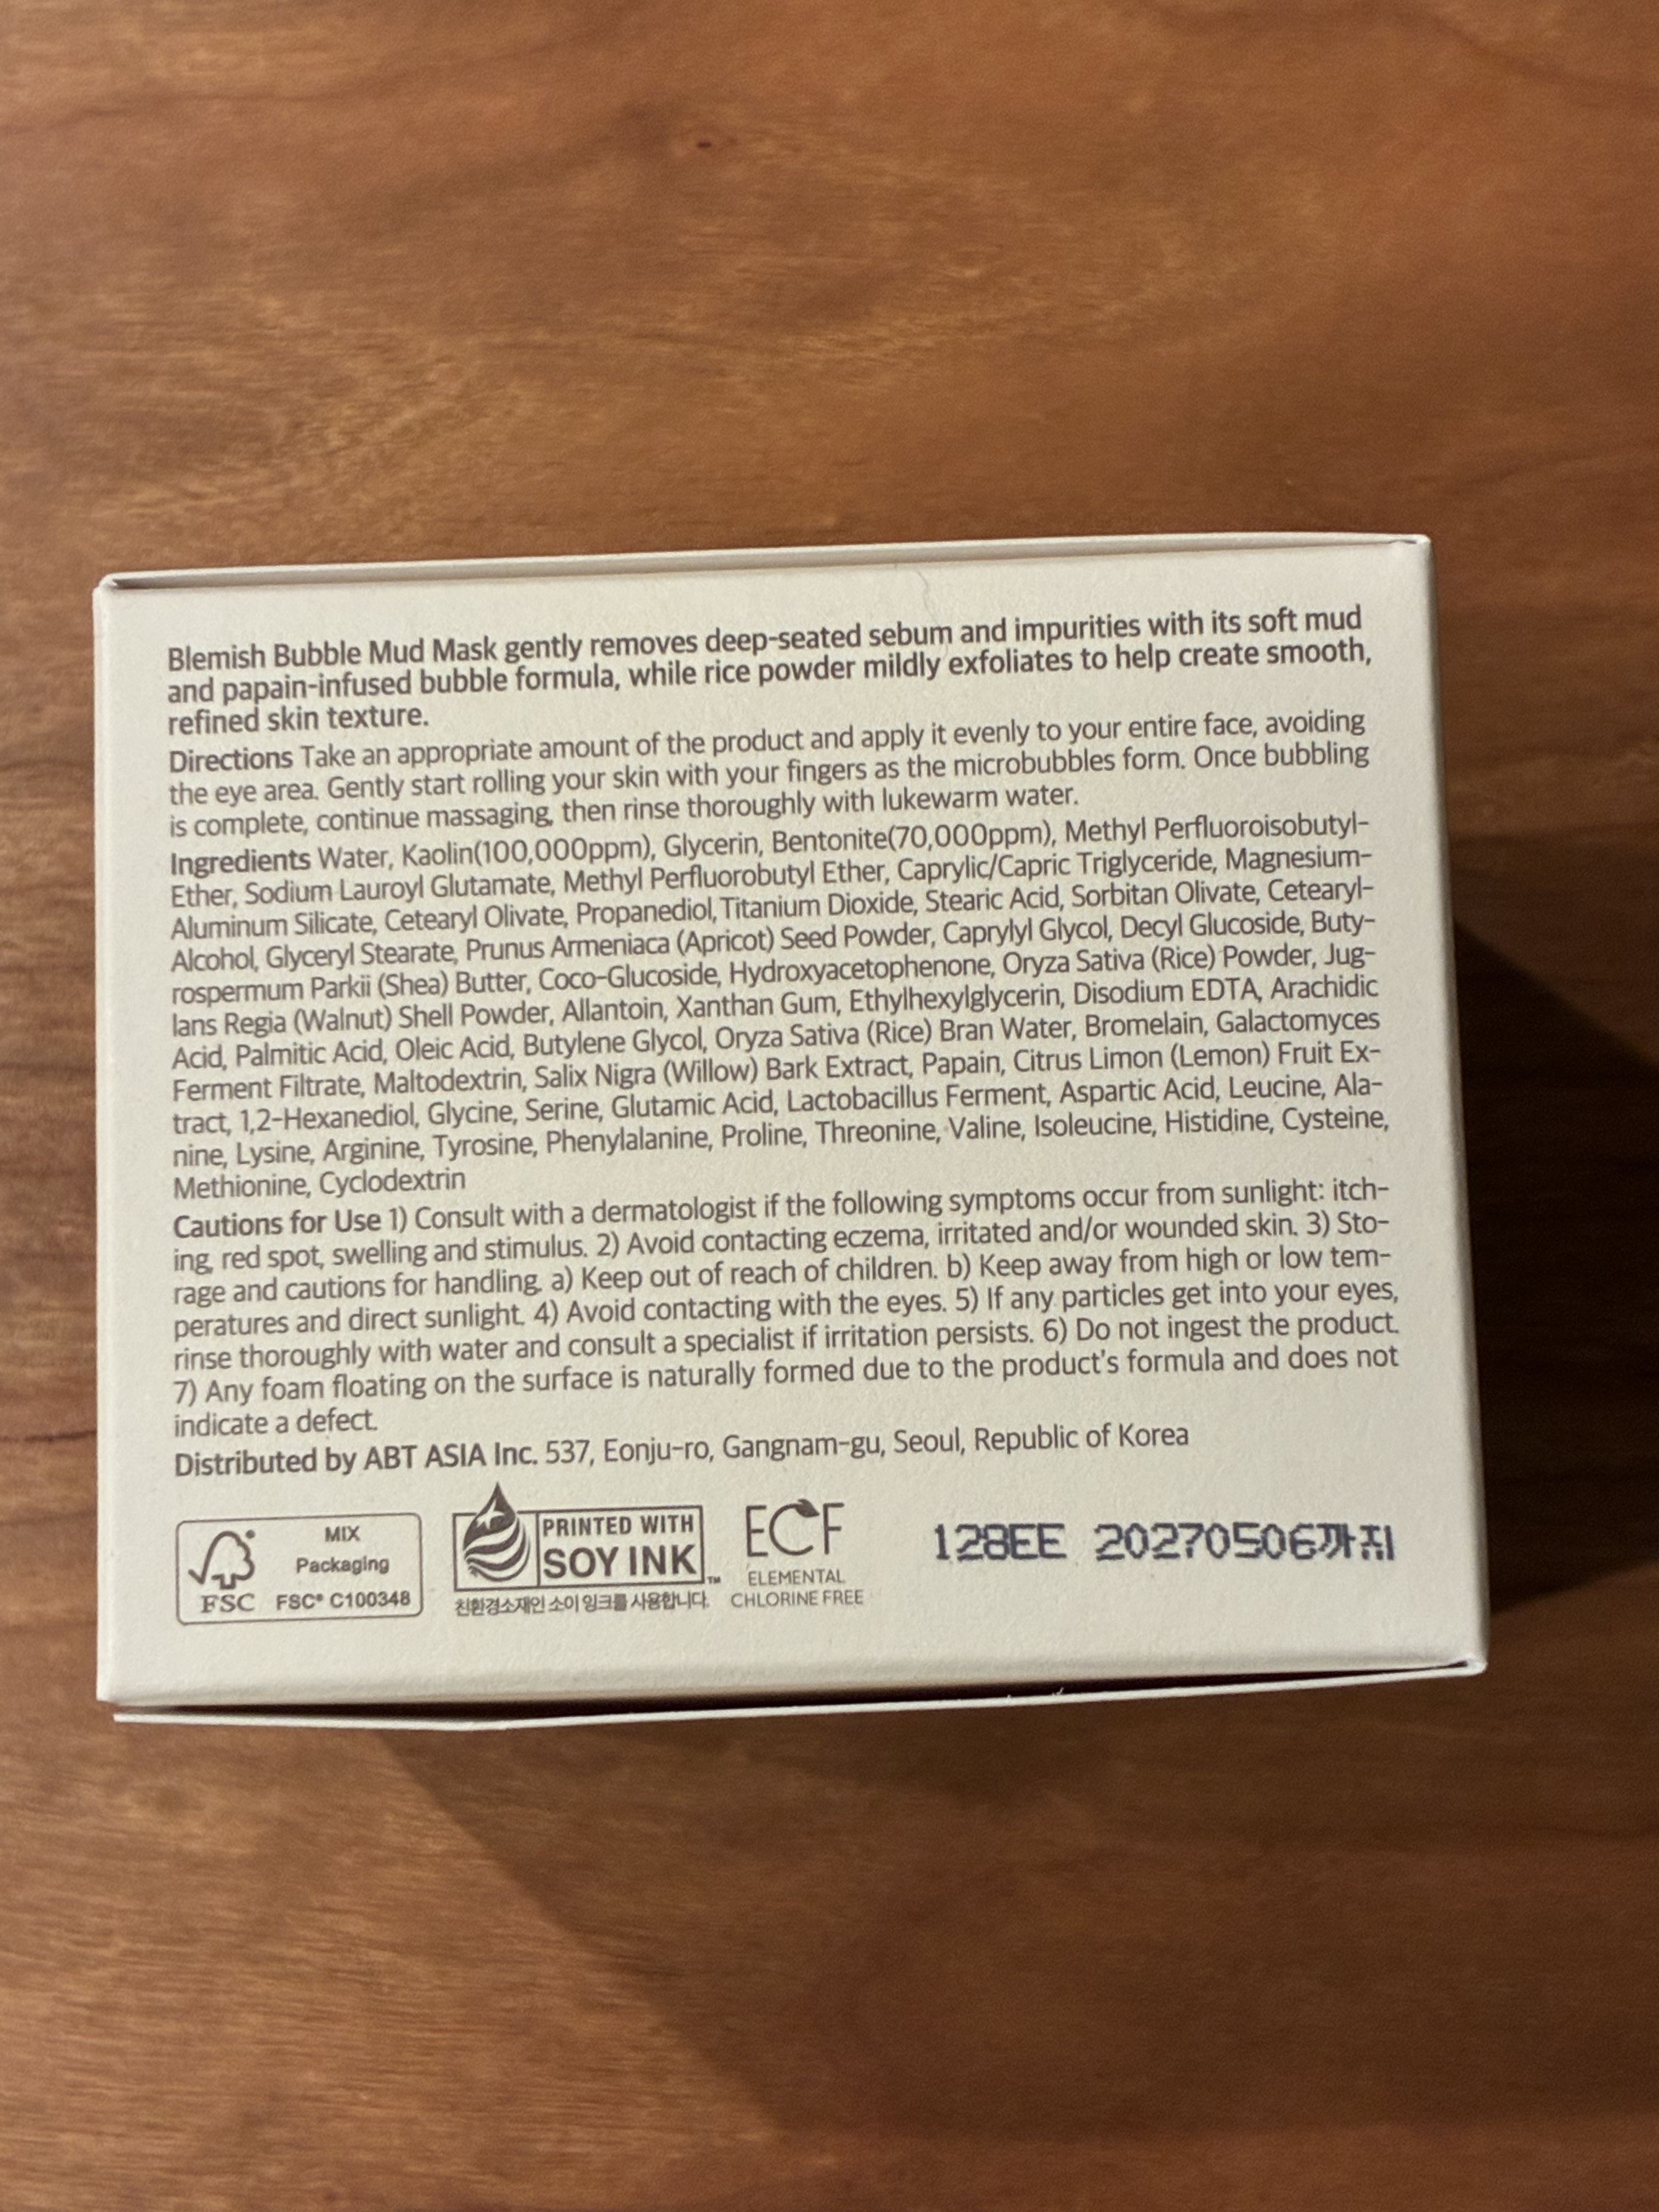 Blemish Bubble Mud Mask gently removes deep-seated sebum and impurities with its soft mud
and papain-infused bubble formula, while rice powder mildly exfoliates to help create smooth,
refined skin texture.
Directions Take an appropriate amount of the product and apply it evenly to your entire face, avoiding
the eye area. Gently start rolling your skin with your fingers as the microbubbles form. Once bubbling
is complete, continue massaging, then rinse thoroughly with lukewarm water.
Ingredients Water, Kaolin(100,000ppm), Glycerin, Bentonite(70,000ppm), Methyl Perfluoroisobutyl-
Ether, Sodium Lauroyl Glutamate, Methyl Perfluorobutyl Ether, Caprylic/Capric Triglyceride, Magnesium-
Aluminum Silicate, Cetearyl Olivate, Propanediol, Titanium Dioxide, Stearic Acid, Sorbitan Olivate, Cetearyl-
Alcohol, Glyceryl Stearate, Prunus Armeniaca (Apricot) Seed Powder, Caprylyl Glycol, Decyl Glucoside, Buty-
rospermum Parkii (Shea) Butter, Coco-Glucoside, Hydroxyacetophenone, Oryza Sativa (Rice) Powder, Jug-
lans Regia (Walnut) Shell Powder, Allantoin, Xanthan Gum, Ethylhexylglycerin, Disodium EDTA, Arachidic
Acid, Palmitic Acid, Oleic Acid, Butylene Glycol, Oryza Sativa (Rice) Bran Water, Bromelain, Galactomyces
Ferment Filtrate, Maltodextrin, Salix Nigra (Willow) Bark Extract, Papain, Citrus Limon (Lemon) Fruit Ex-
tract, 1,2-Hexanediol, Glycine, Serine, Glutamic Acid, Lactobacillus Ferment, Aspartic Acid, Leucine, Ala-
nine, Lysine, Arginine, Tyrosine, Phenylalanine, Proline, Threonine, Valine, Isoleucine, Histidine, Cysteine,
Methionine, Cyclodextrin
Cautions for Use 1) Consult with a dermatologist if the following symptoms occur from sunlight: itch-
ing, red spot, swelling and stimulus. 2) Avoid contacting eczema, irritated and/or wounded skin. 3) Sto-
rage and cautions for handling. a) Keep out of reach of children. b) Keep away from high or low tem-
peratures and direct sunlight. 4) Avoid contacting with the eyes. 5) If any particles get into your eyes,
rinse thoroughly with water and consult a specialist if irritation persists. 6) Do not ingest the product.
7) Any foam floating on the surface is naturally formed due to the product's formula and does not
indicate a defect.
Distributed by ABT ASIA Inc. 537, Eonju-ro, Gangnam-gu, Seoul, Republic of Korea
MIX
Packaging
FSC FSC® C100348
PRINTED WITH
SOY INK™
친환경소재인 소이 잉크를 사용합니다.
ECF
ELEMENTAL
CHLORINE FREE
128EE 20270506까지